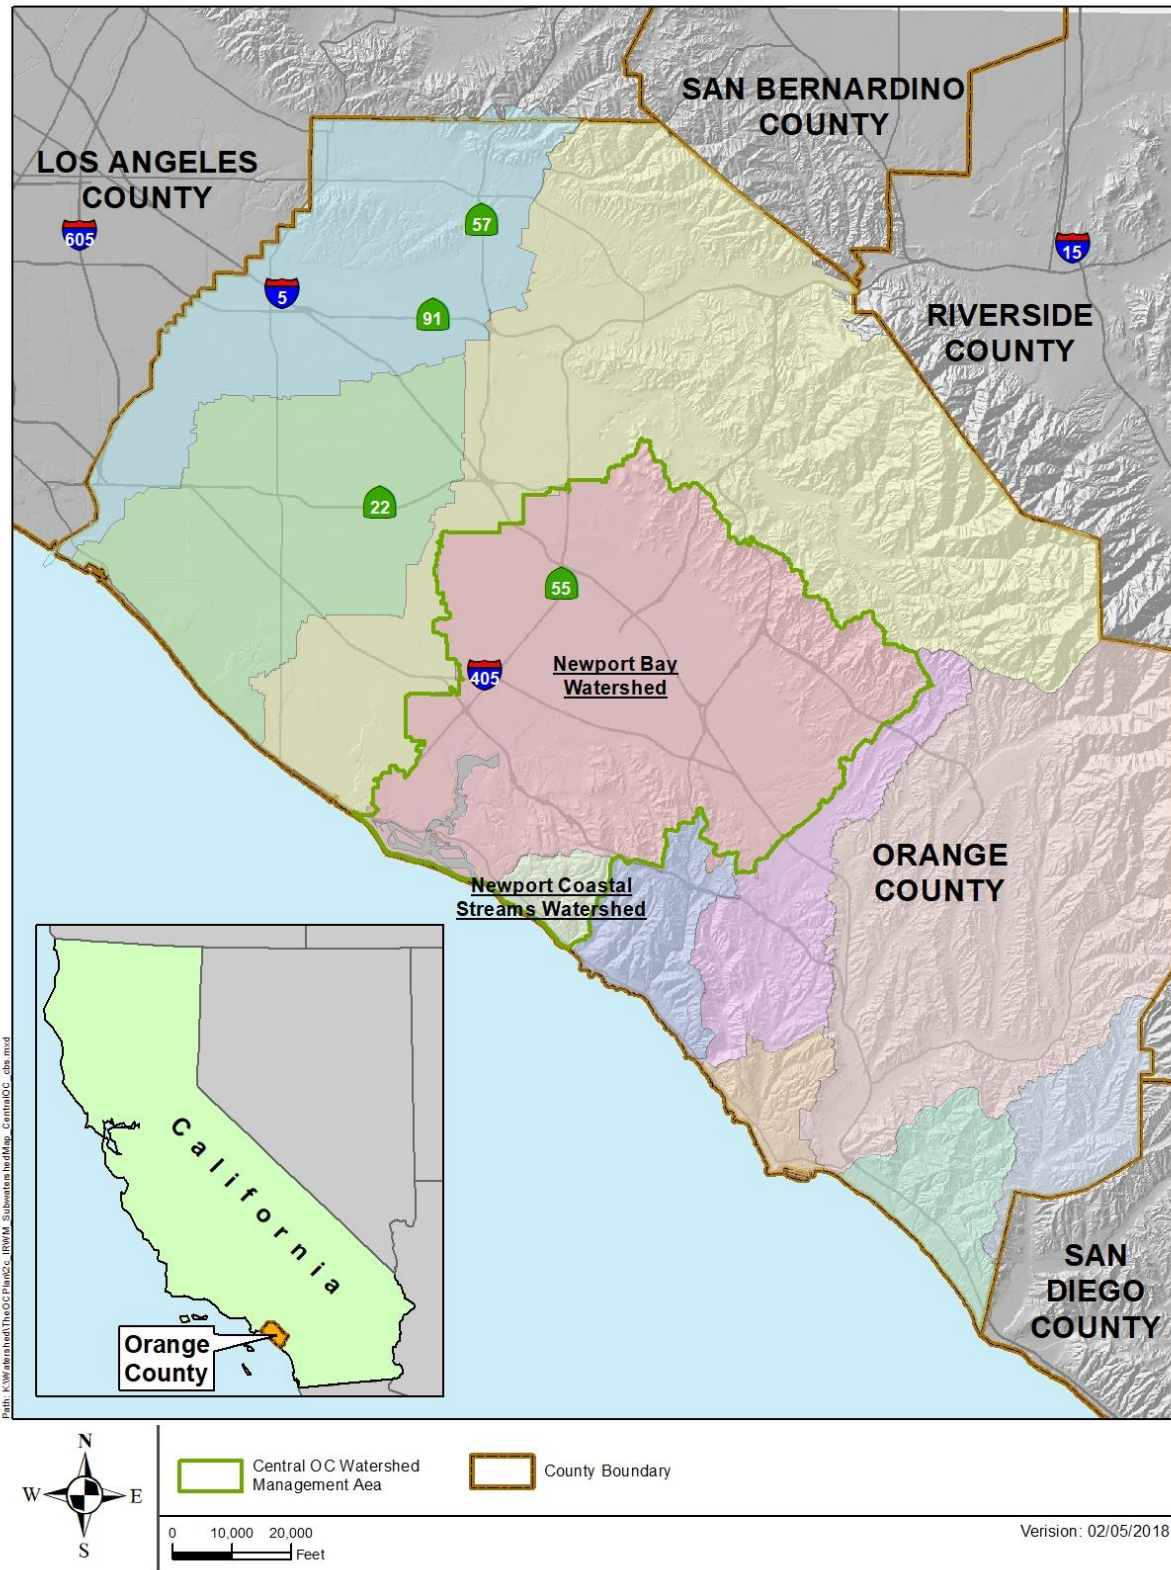 SAN BERNARDINO
COUNTY
LOS ANGELES
COUNTY
605
57
15
5
91
RIVERSIDE
COUNTY
22
55
Newport Bay
Watershed
405
ORANGE
COUNTY
Newport Coastal
Streams Watershed
California
Orange
County
SAN
DIEGO
COUNTY
N
W
E
S
Central OC Watershed
Management Aea
County Boundary
0 10,000 20,000
Feet
Verision: 02/05/2018